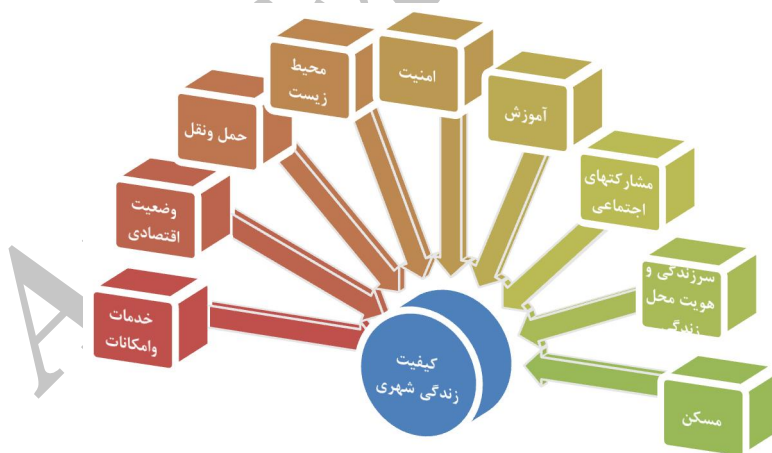 محیط
زیست
امنیت
آموزش
حمل ونقل
مشارکتهای
اجتماعی
وضعیت
اقتصادی
سرزندگی و
هویت محل
زندگی
خدمات
وامکانات
کیفیت
زندگی شهری
مسکن